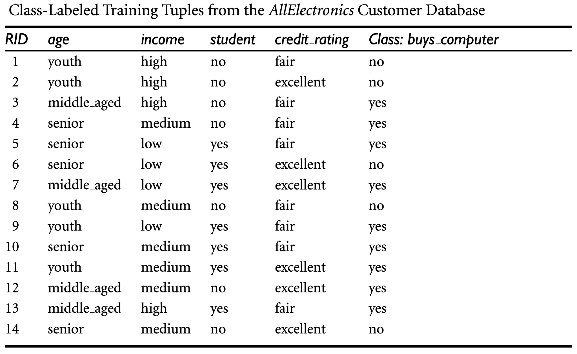 Class-Labeled Training Tuples from the AllElectronics Customer Database
RID age income student credit_rating Class: buys_computer
1 youth high no fair no
2 youth high no excellent no
3 middle_aged high no fair yes
4 senior medium no fair yes
5 senior low yes fair yes
6 senior low yes excellent no
7 middle_aged low yes excellent yes
8 youth medium no fair no
9 youth low yes fair yes
10 senior medium yes fair yes
11 youth medium yes excellent yes
12 middle_aged medium no excellent yes
13 middle_aged high yes fair yes
14 senior medium no excellent no